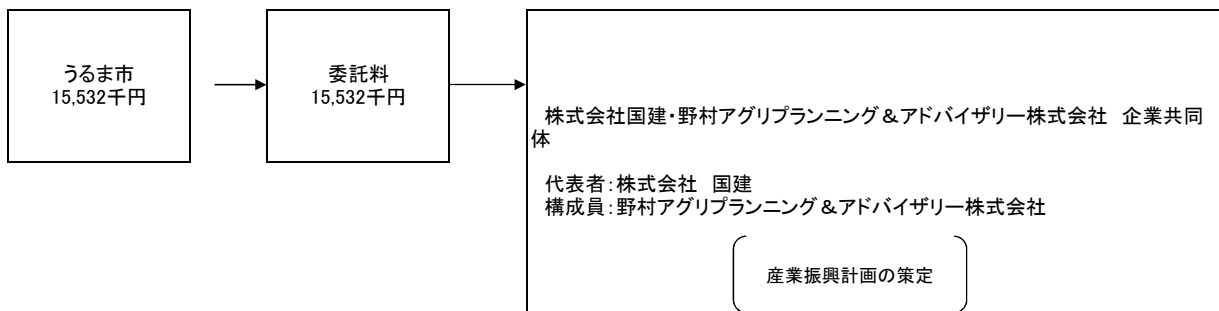 うるま市
15,532千円
委託料
15,532千円
株式会社国建・野村アグリプランニング＆アドバイザリー株式会社　企業共同
体
代表者：株式会社　国建
構成員：野村アグリプランニング＆アドバイザリー株式会社
産業振興計画の策定